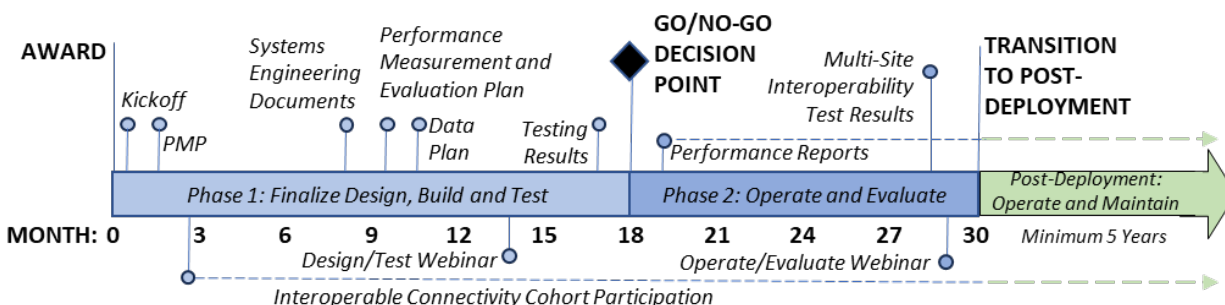 AWARD
Kickoff
PMP
Systems
Engineering
Documents
Performance
Measurement and
Evaluation Plan
Data
Plan
Testing
Results
GO/NO-GO
DECISION
POINT
Multi-Site
Interoperability
Test Results
Performance Reports
TRANSITION
TO POST-
DEPLOYMENT
Phase 1: Finalize Design, Build and Test
Phase 2: Operate and Evaluate
Post-Deployment:
Operate and Maintain
MONTH: 0 3 6 9 12 15 18 21 24 27 30 Minimum 5 Years
Design/Test Webinar
Operate/Evaluate Webinar
Interoperable Connectivity Cohort Participation